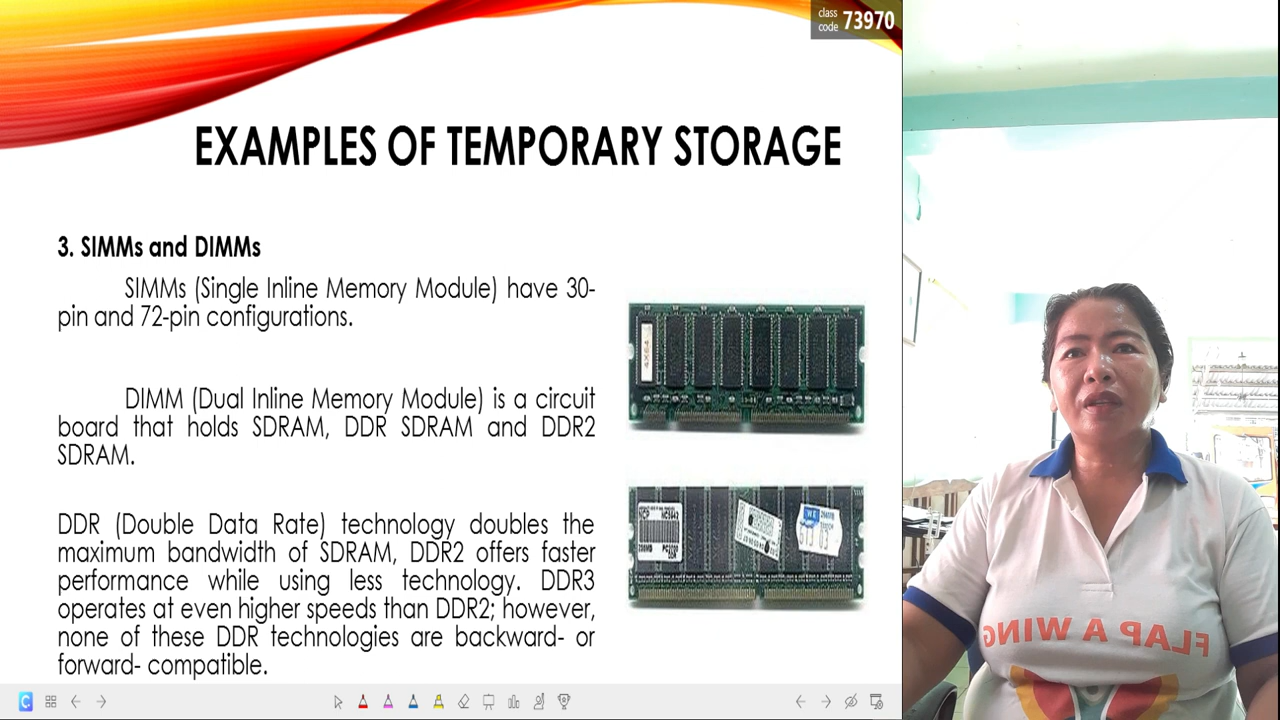 class
code 73970
EXAMPLES OF TEMPORARY STORAGE
3. SIMMs and DIMMs
SIMMs (Single Inline Memory Module) have 30-
pin and 72-pin configurations.
DIMM (Dual Inline Memory Module) is a circuit
board that holds SDRAM, DDR SDRAM and DDR2
SDRAM.
DDR (Double Data Rate) technology doubles the
maximum bandwidth of SDRAM, DDR2 offers faster
performance while using less technology. DDR3
operates at even higher speeds than DDR2; however,
none of these DDR technologies are backward- or
forward- compatible.
FLAP A WING